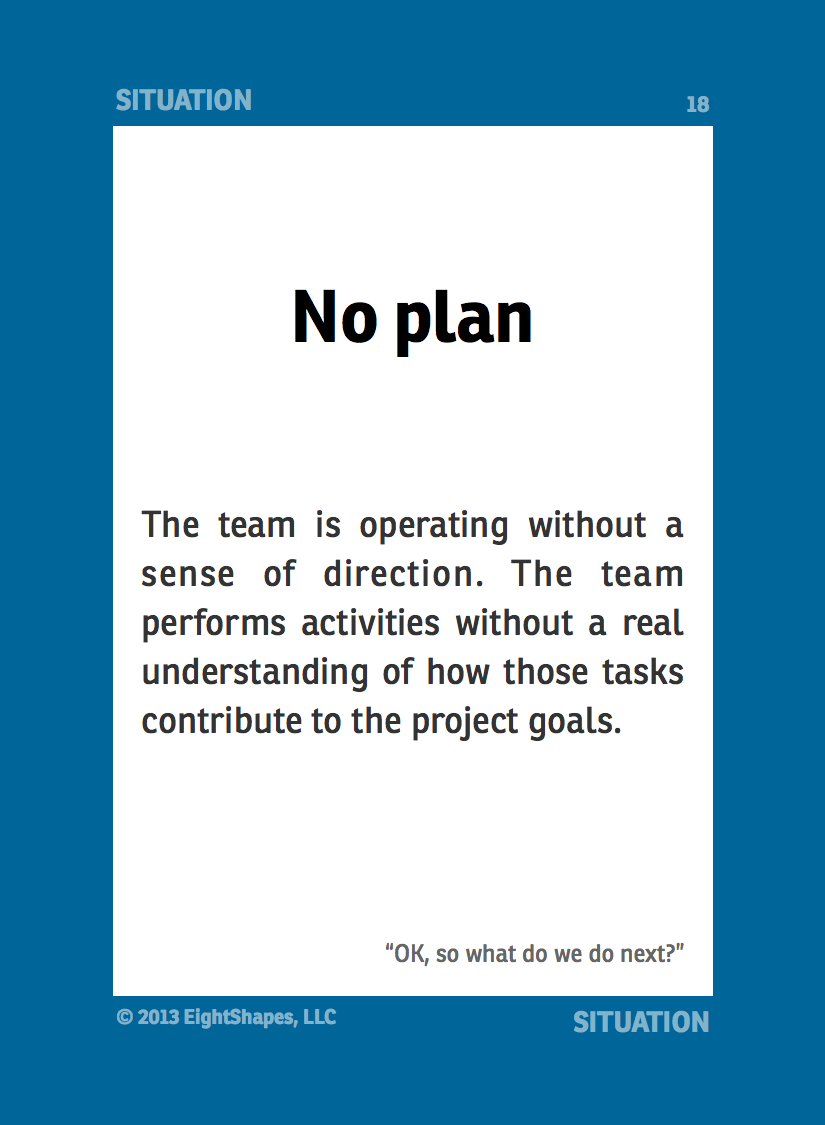 SITUATION
18
No plan
The team is operating without a
sense of direction. The team
performs activities without a real
understanding of how those tasks
contribute to the project goals.
“OK, so what do we do next?”
© 2013 EightShapes, LLC
SITUATION